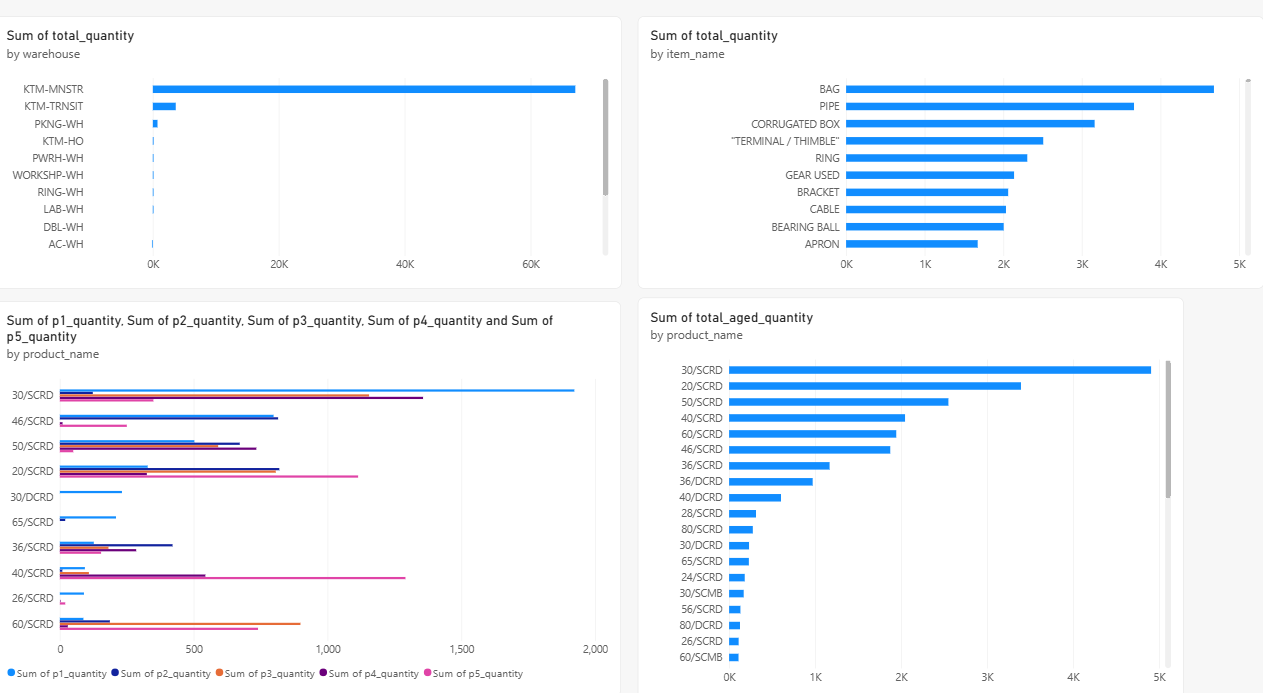 Sum of total_quantity
by warehouse
KTM-MNSTR
KTM-TRNSIT
PKNG-WH
KTM-HO
PWRH-WH
WORKSHP-WH
RING-WH
LAB-WH
DBL-WH
AC-WH
0K 20K 40K 60K
Sum of total_quantity
by item_name
BAG
PIPE
CORRUGATED BOX
"TERMINAL / THIMBLE"
RING
GEAR USED
BRACKET
CABLE
BEARING BALL
APRON
0K 1K 2K 3K 4K 5K
Sum of p1_quantity, Sum of p2_quantity, Sum of p3_quantity, Sum of p4_quantity and Sum of
p5_quantity
by product_name
30/SCRD
46/SCRD
50/SCRD
20/SCRD
30/DCRD
65/SCRD
36/SCRD
40/SCRD
26/SCRD
60/SCRD
0 500 1,000 1,500 2,000
Sum of p1_quantity Sum of p2_quantity Sum of p3_quantity Sum of p4_quantity Sum of p5_quantity
Sum of total_aged_quantity
by product_name
30/SCRD
20/SCRD
50/SCRD
40/SCRD
60/SCRD
46/SCRD
36/SCRD
36/DCRD
40/DCRD
28/SCRD
80/SCRD
30/DCRD
65/SCRD
24/SCRD
30/SCMB
56/SCRD
80/DCRD
26/SCRD
60/SCMB
0K 1K 2K 3K 4K 5K